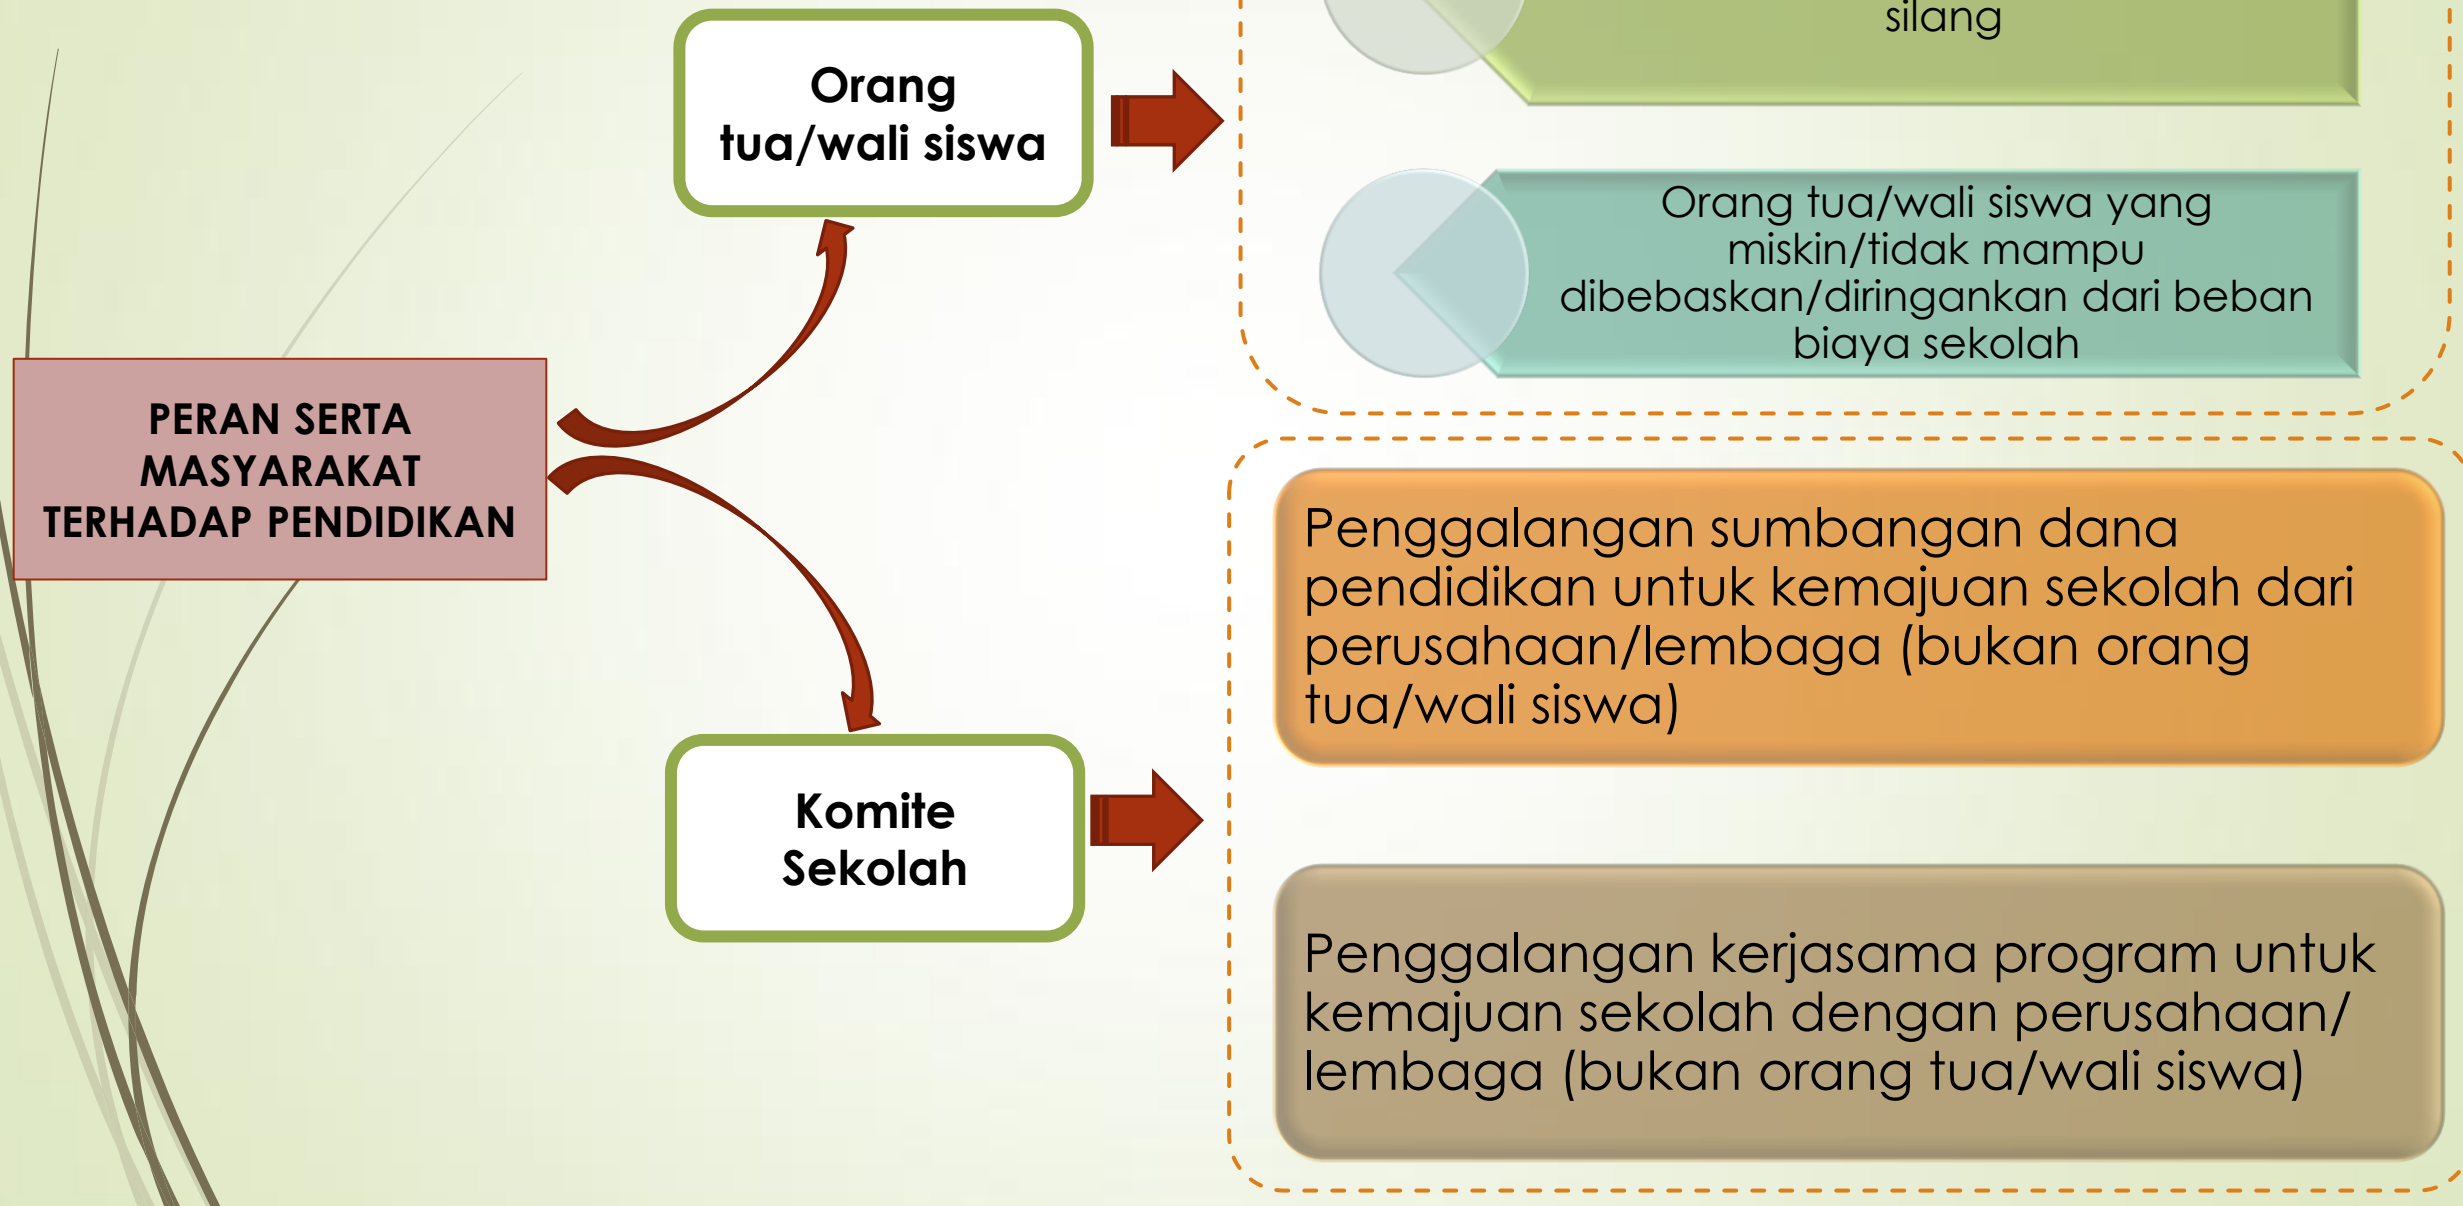 silang
Orang
tua/wali siswa
Orang tua/wali siswa yang
miskin/tidak mampu
dibebaskan/diringankan dari beban
biaya sekolah
PERAN SERTA
MASYARAKAT
TERHADAP PENDIDIKAN
Penggalangan sumbangan dana
pendidikan untuk kemajuan sekolah dari
perusahaan/lembaga (bukan orang
tua/wali siswa)
Komite
Sekolah
Penggalangan kerjasama program untuk
kemajuan sekolah dengan perusahaan/
lembaga (bukan orang tua/wali siswa)